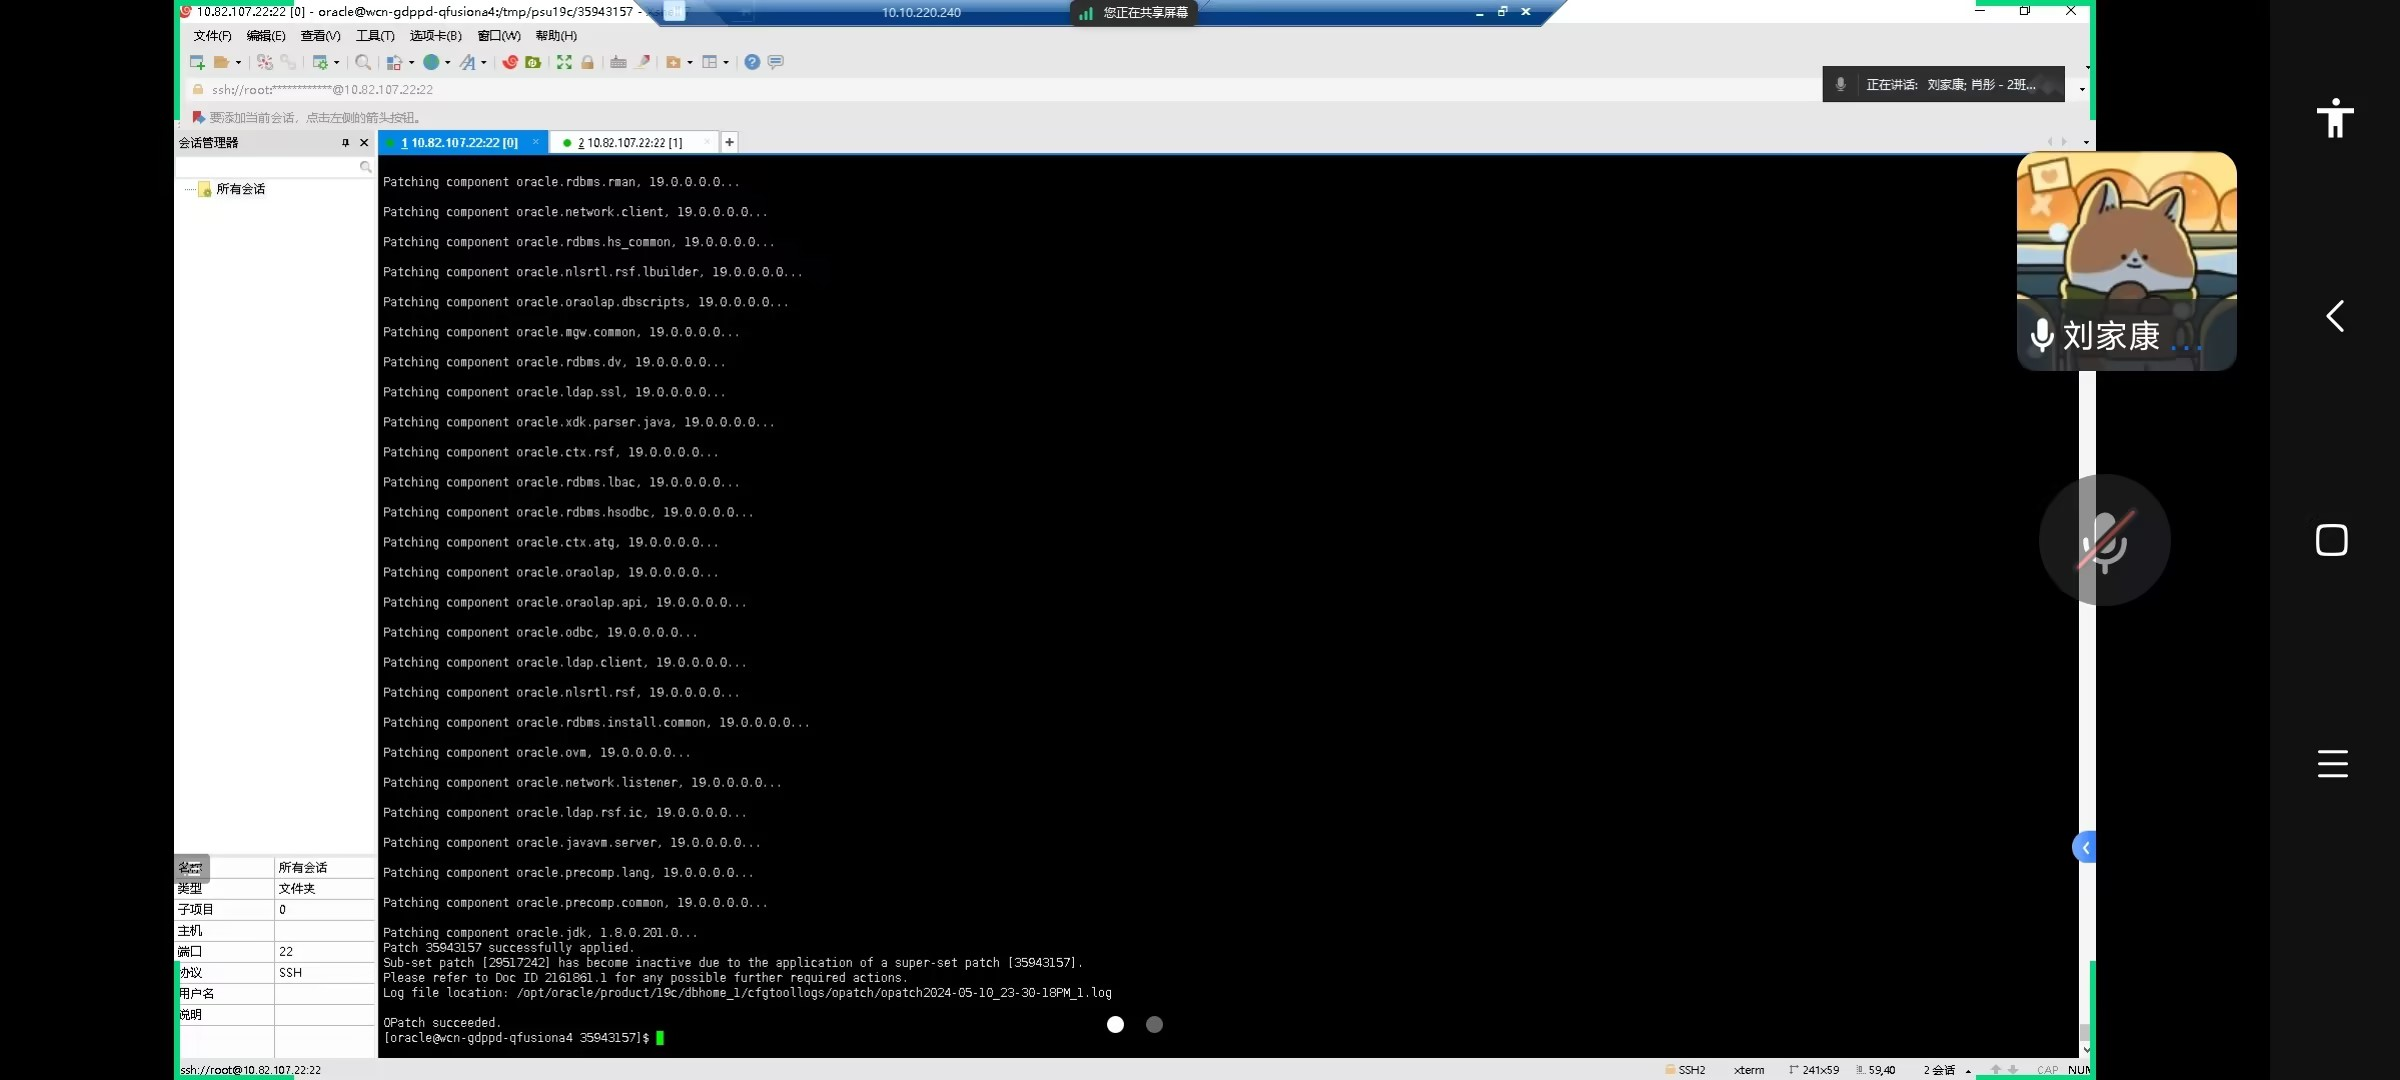 10.82.107.22:22 [0] - oracle@wcn-gdppd-qfusiona4:/tmp/psu19c/35943157 -
10.10.220.240
您正在共享屏幕
文件(F) 编辑(E) 查看(V) 工具(T) 选项卡(B) 窗口(W) 帮助(H)
ssh://root:************@10.82.107.22:22
正在讲话: 刘家康; 肖彤 - 2班...
要添加当前会话，点击左侧的箭头按钮。
会话管理器
1 10.82.107.22:22 [0]
2 10.82.107.22:22 [1]
所有会话
Patching component oracle.rdbms.rman, 19.0.0.0.0...
Patching component oracle.network.client, 19.0.0.0.0...
Patching component oracle.rdbms.hs_common, 19.0.0.0.0...
Patching component oracle.nlsrtl.rsf.lbuilder, 19.0.0.0.0...
Patching component oracle.oraolap.dbscripts, 19.0.0.0.0...
Patching component oracle.mgw.common, 19.0.0.0.0...
Patching component oracle.rdbms.dv, 19.0.0.0.0...
Patching component oracle.ldap.ssl, 19.0.0.0.0...
Patching component oracle.xdk.parser.java, 19.0.0.0.0...
Patching component oracle.ctx.rsf, 19.0.0.0.0...
Patching component oracle.rdbms.lbac, 19.0.0.0.0...
Patching component oracle.rdbms.hsodbc, 19.0.0.0.0...
Patching component oracle.ctx.atg, 19.0.0.0.0...
Patching component oracle.oraolap, 19.0.0.0.0...
Patching component oracle.oraolap.api, 19.0.0.0.0...
Patching component oracle.odbc, 19.0.0.0.0...
Patching component oracle.ldap.client, 19.0.0.0.0...
Patching component oracle.nlsrtl.rsf, 19.0.0.0.0...
Patching component oracle.rdbms.install.common, 19.0.0.0.0...
Patching component oracle.ovm, 19.0.0.0.0...
Patching component oracle.network.listener, 19.0.0.0.0...
Patching component oracle.ldap.rsf.ic, 19.0.0.0.0...
Patching component oracle.javavm.server, 19.0.0.0.0...
Patching component oracle.precomp.lang, 19.0.0.0.0...
Patching component oracle.precomp.common, 19.0.0.0.0...
Patching component oracle.jdk, 1.8.0.201.0...
Patch 35943157 successfully applied.
Sub-set patch [29517242] has become inactive due to the application of a super-set patch [35943157].
Please refer to Doc ID 2161861.1 for any possible further required actions.
Log file location: /opt/oracle/product/19c/dbhome_1/cfgtoollogs/opatch/opatch2024-05-10_23-30-18PM_1.log
OPatch succeeded.
[oracle@wcn-gdppd-qfusiona4 35943157]$
刘家康 ...
所有会话
类型 文件夹
子项目 0
主机
端口 22
协议 SSH
用户名
说明
ssh://root@10.82.107.22:22
SSH2 xterm 241x59 59,40 2 会话 CAP NUM